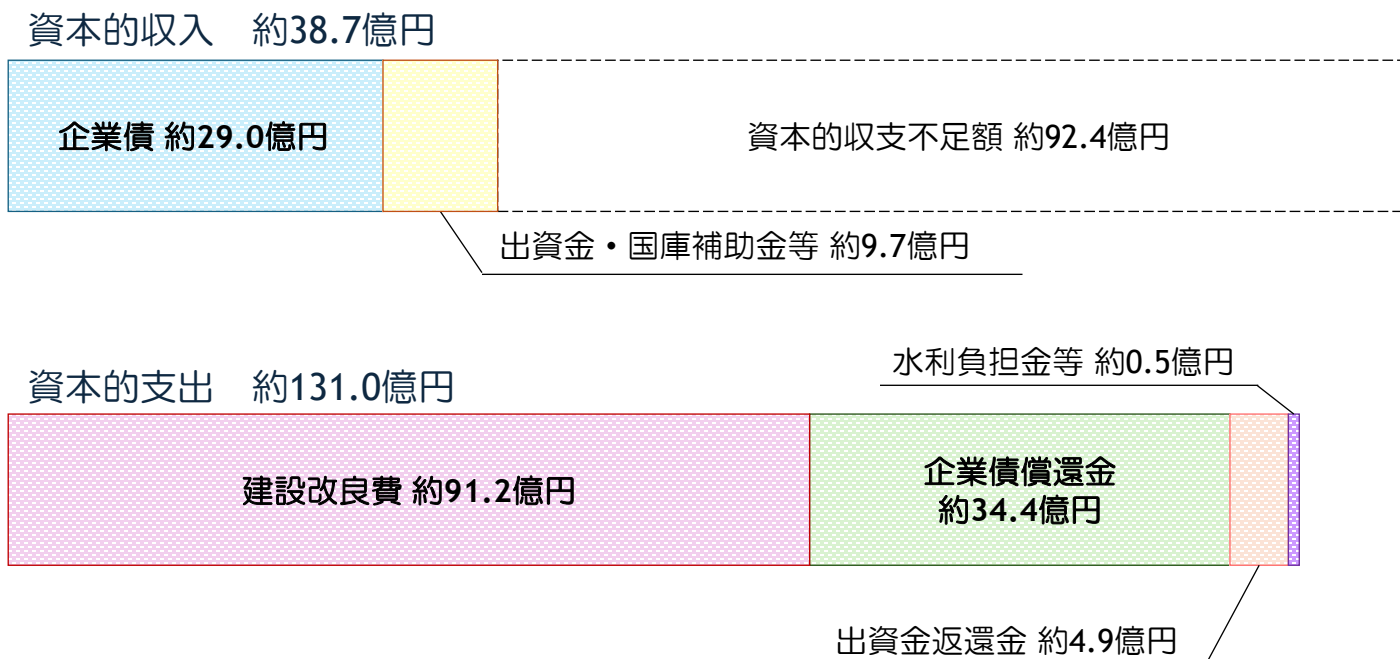 資本的収入　約38.7億円
企業債 約29.0億円
資本的収支不足額 約92.4億円
出資金・国庫補助金等 約9.7億円
水利負担金等 約0.5億円
資本的支出　約131.0億円
建設改良費 約91.2億円
企業債償還金
約34.4億円
出資金返還金 約4.9億円